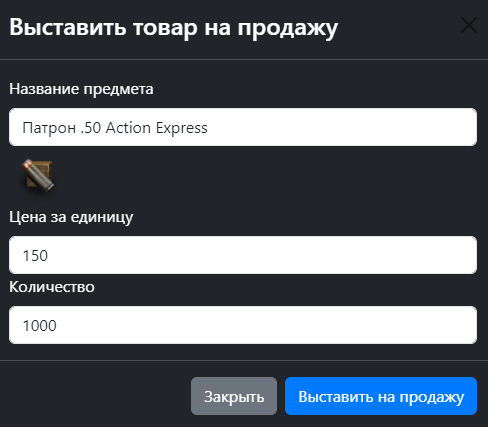 Выставить товар на продажу
Название предмета
Патрон .50 Action Express
Цена за единицу
150
Количество
1000
Закрыть
Выставить на продажу